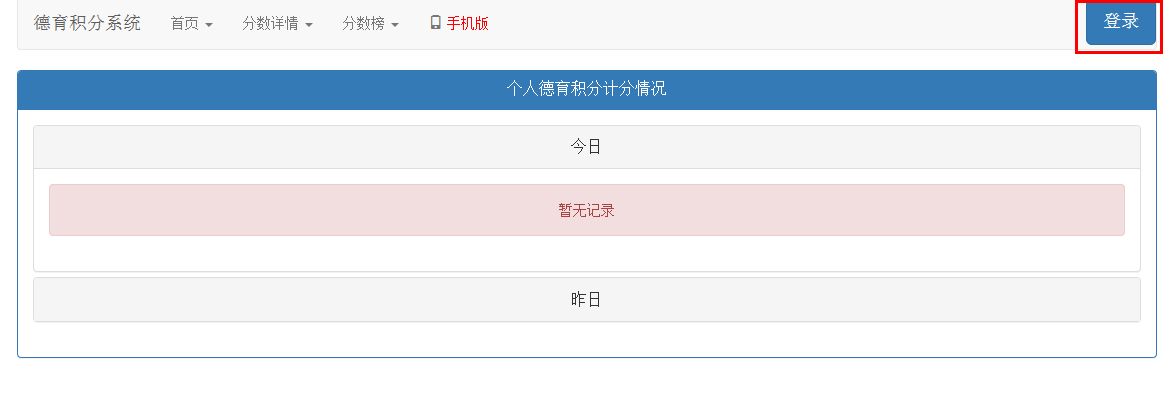 德育积分系统 首页 分数详情 分数榜 手机版 登录
个人德育积分计分情况
今日
暂无记录
昨日